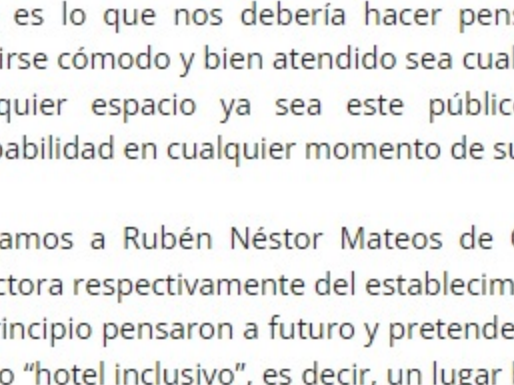 es lo que nos debería hacer pens
irse cómodo y bien atendido sea cual
quier espacio ya sea este públic
pabilidad en cualquier momento de su
amos a Rubén Néstor Mateos de
ctora respectivamente del establecim
rincipio pensaron a futuro y pretende
o “hotel inclusivo”, es decir, un lugar